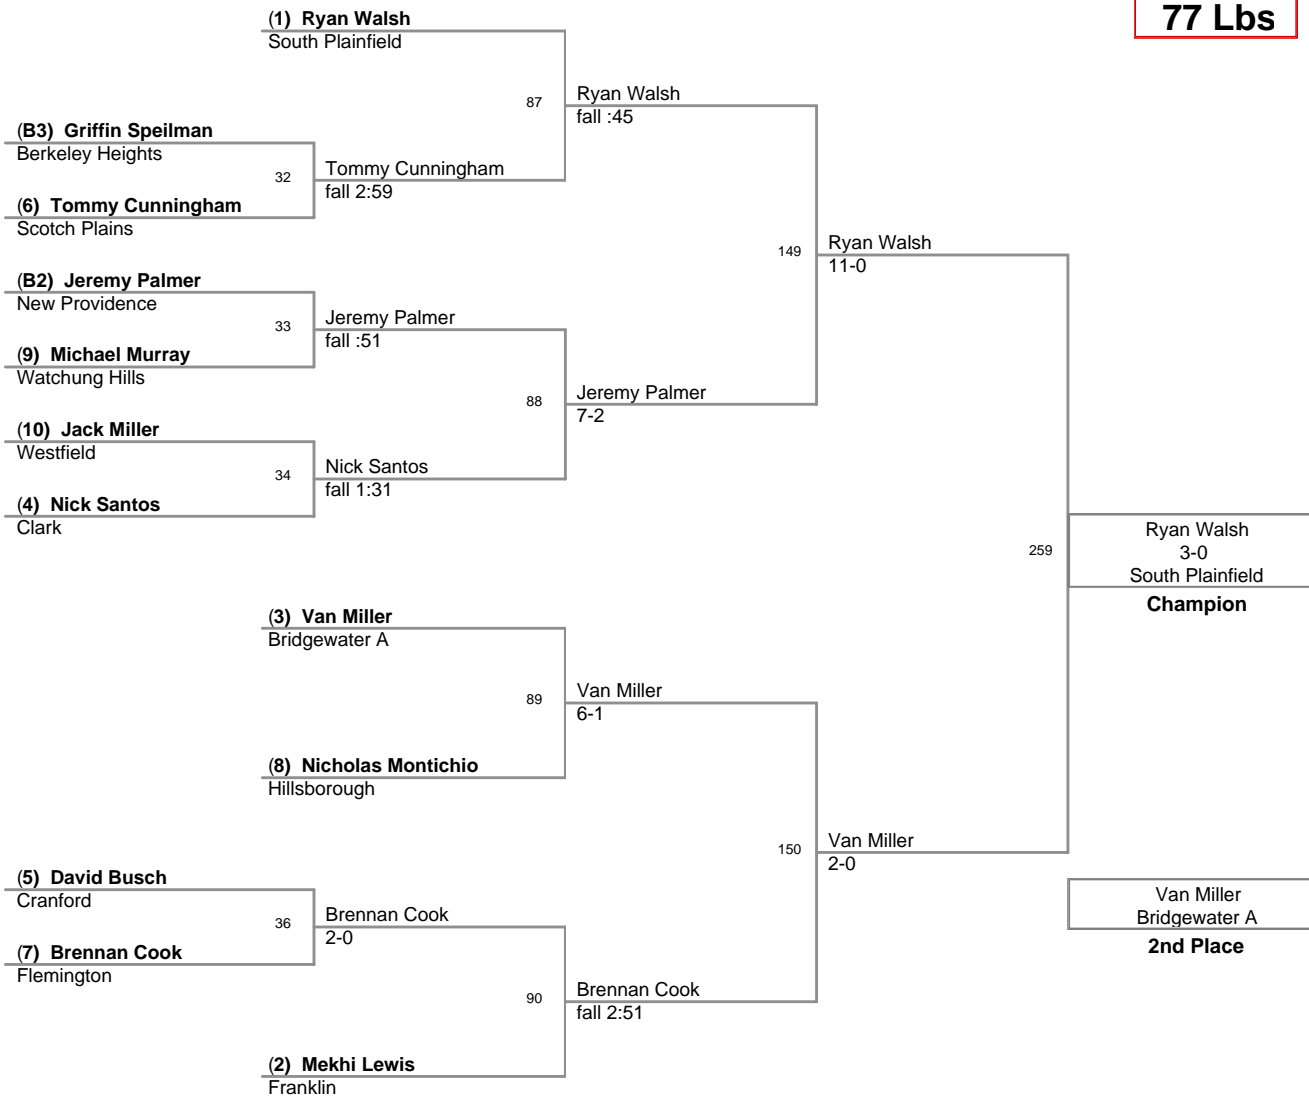 77 Lbs
(1) Ryan Walsh
South Plainfield
87
Ryan Walsh
fall :45
(B3) Griffin Speilman
Berkeley Heights
32
Tommy Cunningham
fall 2:59
(6) Tommy Cunningham
Scotch Plains
149
Ryan Walsh
11-0
(B2) Jeremy Palmer
New Providence
33
Jeremy Palmer
fall :51
(9) Michael Murray
Watchung Hills
88
Jeremy Palmer
7-2
(10) Jack Miller
Westfield
34
Nick Santos
fall 1:31
(4) Nick Santos
Clark
259
Ryan Walsh
3-0
South Plainfield
Champion
(3) Van Miller
Bridgewater A
89
Van Miller
6-1
(8) Nicholas Montichio
Hillsborough
150
Van Miller
2-0
(5) David Busch
Cranford
36
Brennan Cook
2-0
(7) Brennan Cook
Flemington
Van Miller
Bridgewater A
2nd Place
90
Brennan Cook
fall 2:51
(2) Mekhi Lewis
Franklin